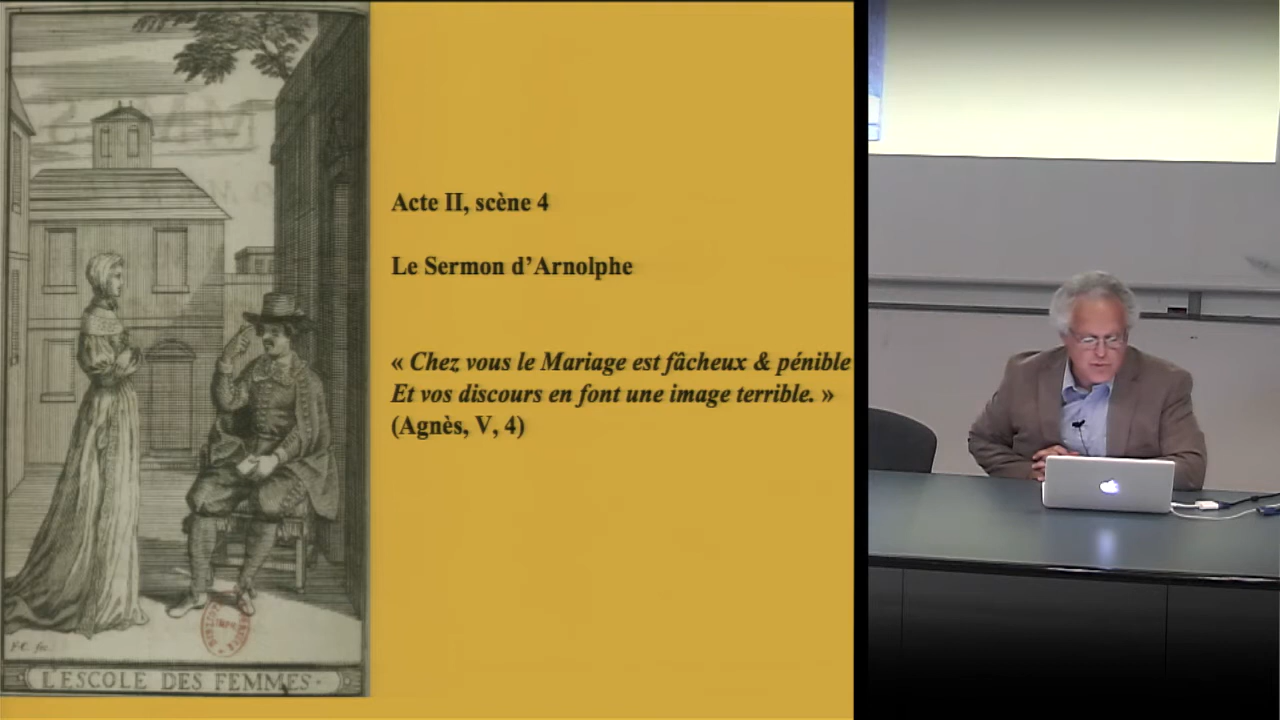 Acte II, scène 4
Le Sermon d’Arnolphe
« Chez vous le Mariage est fâcheux & pénible
Et vos discours en font une image terrible. »
(Agnès, V, 4)
L'ESCOLE DES FEMMES·